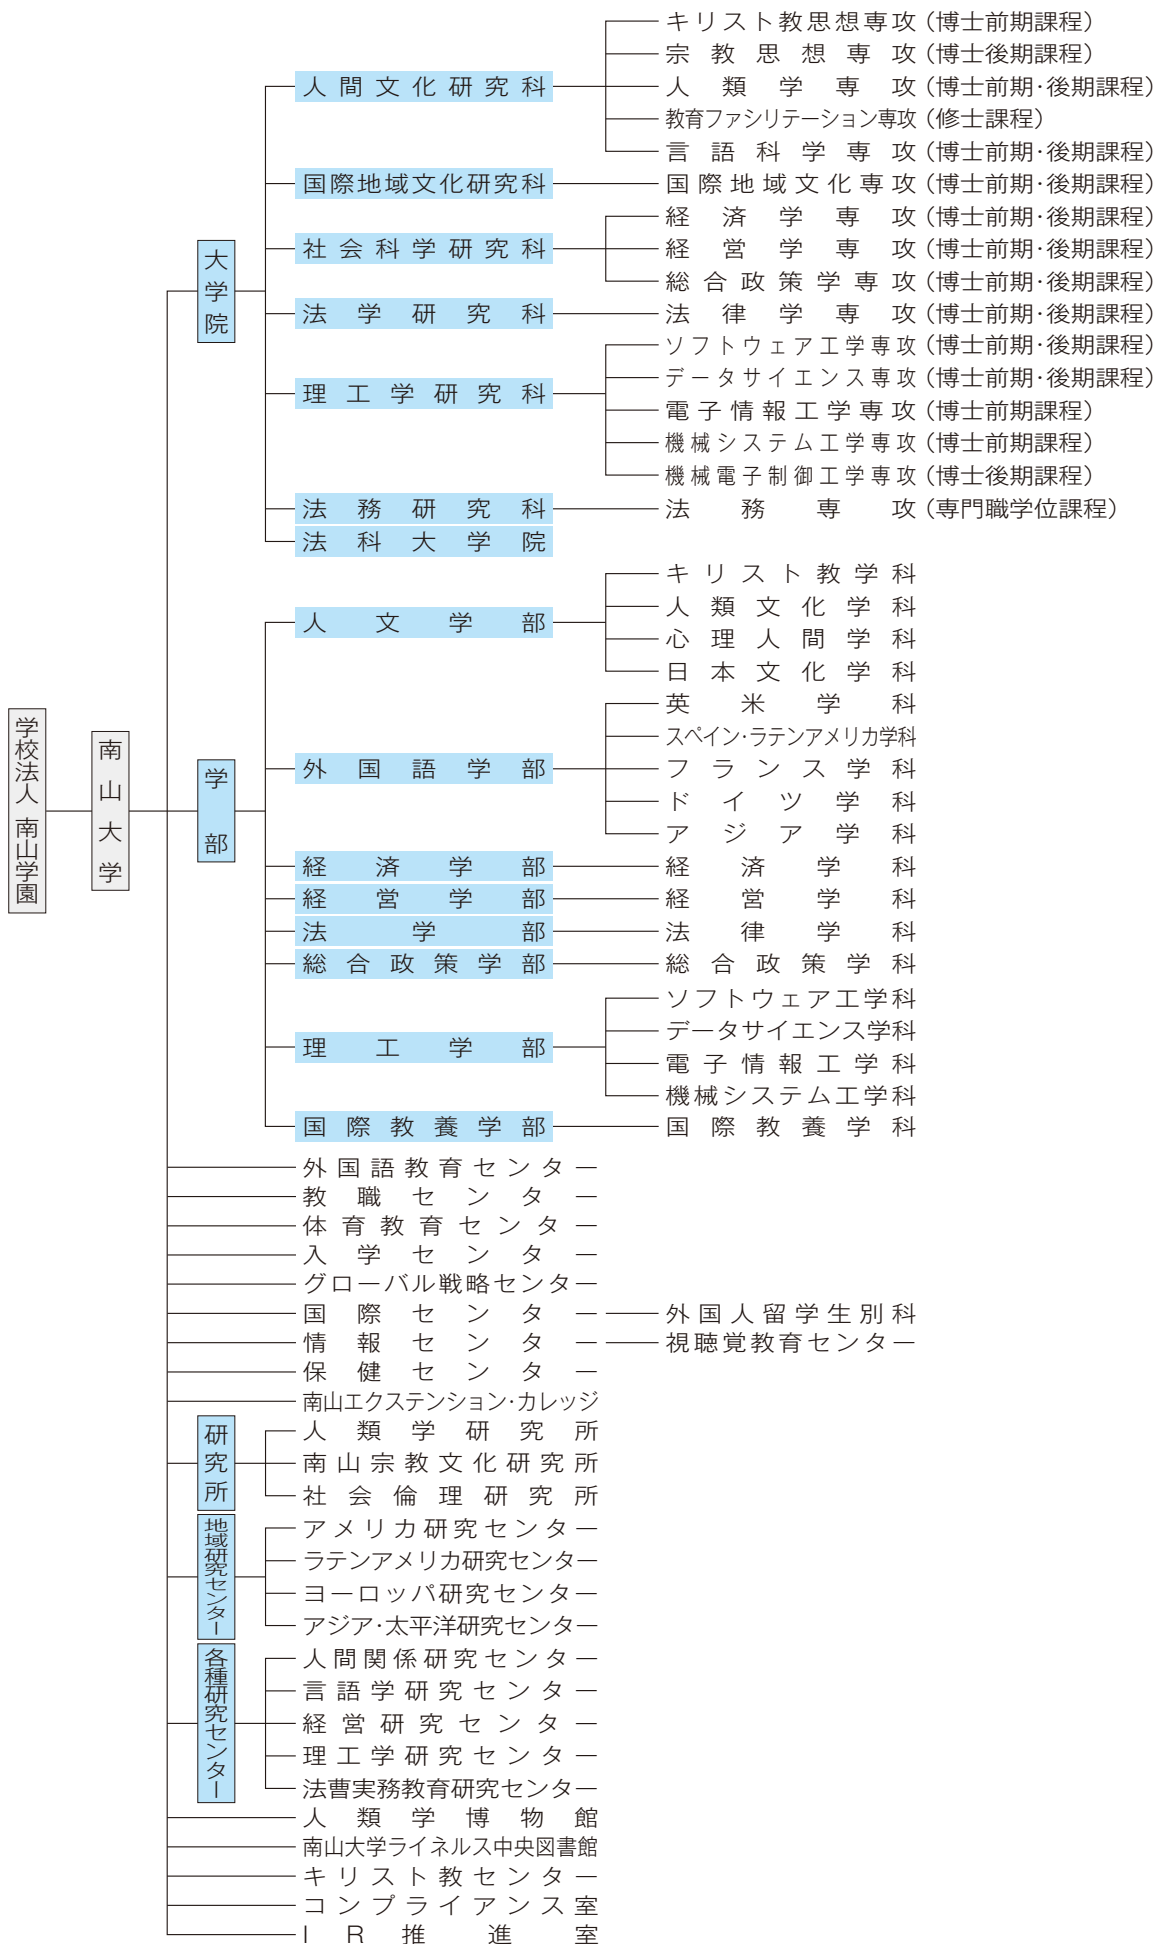 学校法人 南山学園
南山大学
大学院
人間文化研究科
キリスト教思想専攻(博士前期課程)
宗教思想専攻(博士後期課程)
人類学専攻(博士前期・後期課程)
教育ファシリテーション専攻(修士課程)
言語科学専攻(博士前期・後期課程)
国際地域文化研究科
国際地域文化専攻(博士前期・後期課程)
社会科学研究科
経済学専攻(博士前期・後期課程)
経営学専攻(博士前期・後期課程)
総合政策学専攻(博士前期・後期課程)
法学研究科
法律学専攻(博士前期・後期課程)
理工学研究科
ソフトウェア工学専攻(博士前期・後期課程)
データサイエンス専攻(博士前期・後期課程)
電子情報工学専攻(博士前期課程)
機械システム工学専攻(博士前期課程)
機械電子制御工学専攻(博士後期課程)
法務研究科
法務専攻(専門職学位課程)
法科大学院
学部
人文学部
キリスト教学科
人類文化学科
心理人間学科
日本文化学科
外国語学部
英米学科
スペイン・ラテンアメリカ学科
フランス学科
ドイツ学科
アジア学科
経済学部
経済学科
経営学部
経営学科
法学部
法律学科
総合政策学部
総合政策学科
理工学部
ソフトウェア工学科
データサイエンス学科
電子情報工学科
機械システム工学科
国際教養学部
国際教養学科
外国語教育センター
教職センター
体育教育センター
入学センター
グローバル戦略センター
国際センター
外国人留学生別科
情報センター
視聴覚教育センター
保健センター
南山エクステンション・カレッジ
研究所
人類学研究所
南山宗教文化研究所
社会倫理研究所
地域研究センター
アメリカ研究センター
ラテンアメリカ研究センター
ヨーロッパ研究センター
アジア・太平洋研究センター
各種研究センター
人間関係研究センター
言語学研究センター
経営研究センター
理工学研究センター
法曹実務教育研究センター
人類学博物館
南山大学ライネルス中央図書館
キリスト教センター
コンプライアンス室
IR推進室